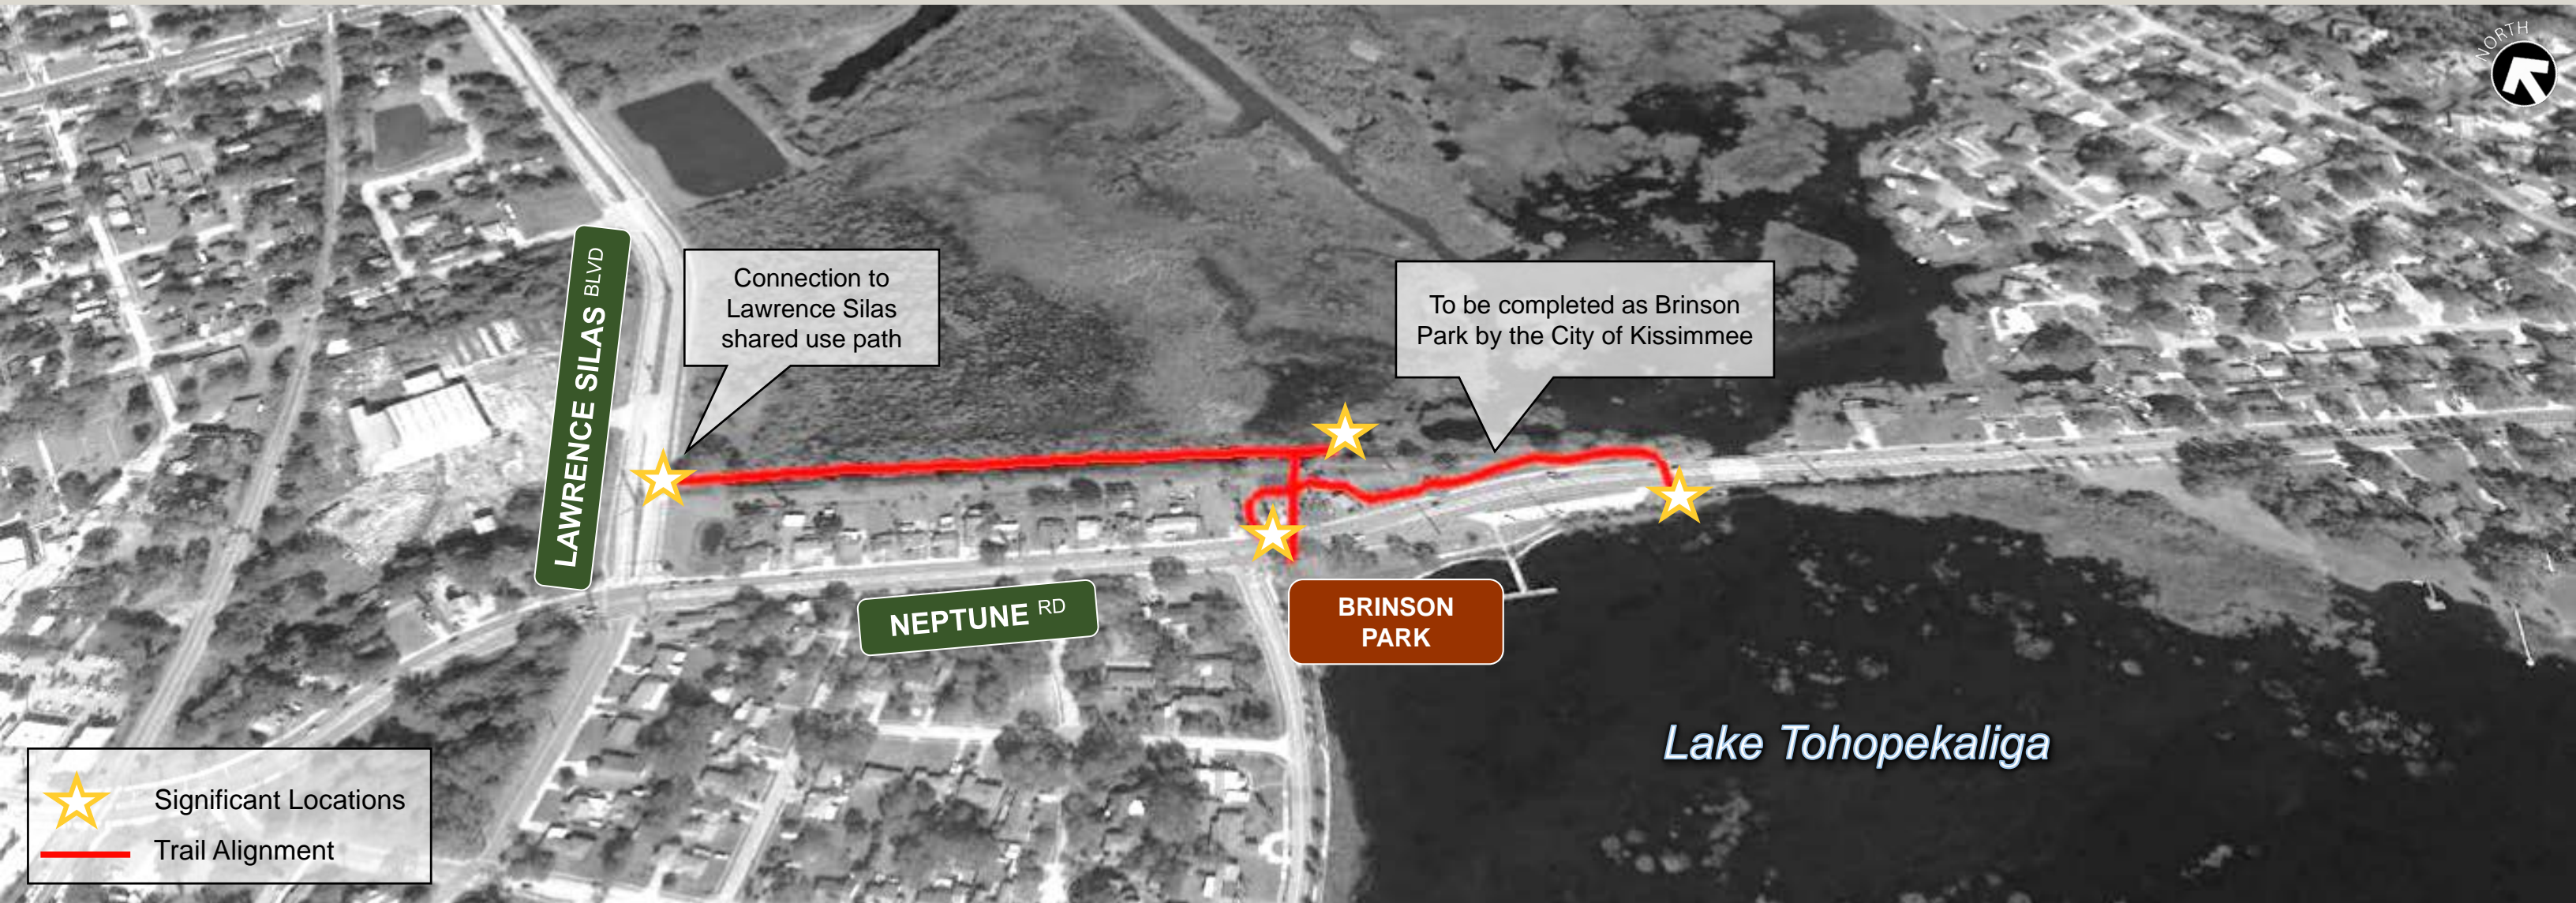 NORTH
LAWRENCE SILAS BLVD
Connection to
Lawrence Silas
shared use path
To be completed as Brinson
Park by the City of Kissimmee
NEPTUNE RD
BRINSON
PARK
Lake Tohopekaliga
Significant Locations
Trail Alignment